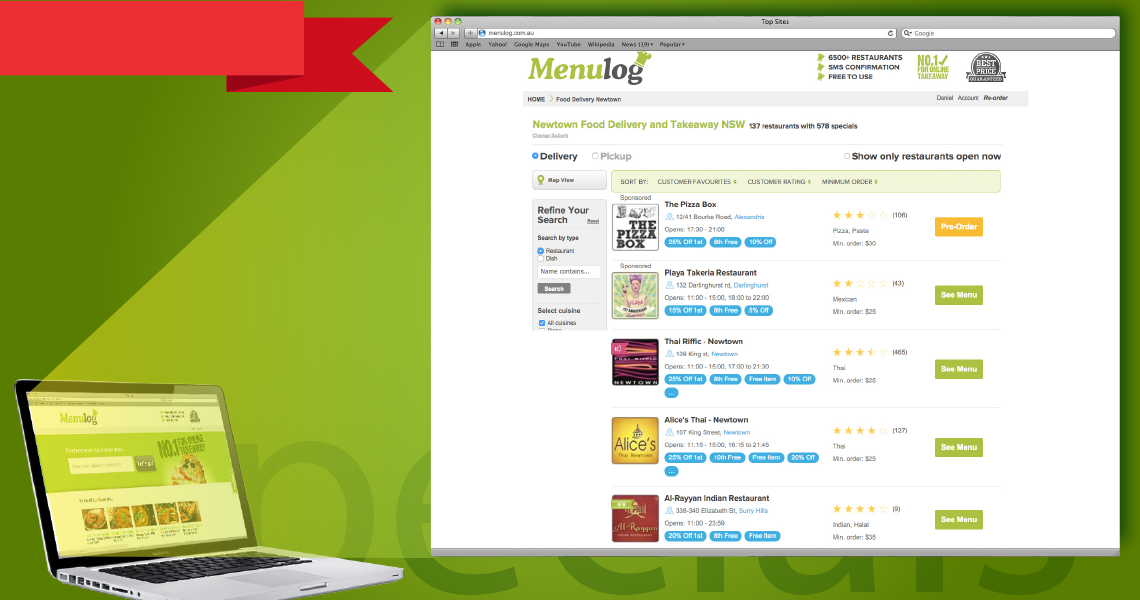 Top Sites
menulog.com.au
Google
Apple Yahoo! Google Maps YouTube Wikipedia News (19) Popular
Menulog
6500+ RESTAURANTS
SMS CONFIRMATION
FREE TO USE
NO.1
FOR ONLINE
TAKEAWAY
BEST
PRICE
GUARANTEED
HOME Food Delivery Newtown
Daniel Account Re-order
Newtown Food Delivery and Takeaway NSW 137 restaurants with 578 specials
Change Suburb
Delivery Pickup
Show only restaurants open now
Map View
SORT BY: CUSTOMER FAVOURITES CUSTOMER RATING MINIMUM ORDER
Refine Your
Search Reset
Search by type
Restaurant
Dish
Name contains...
Search
Select cuisine
All cuisines
Sponsored
THE
PIZZA
BOX
The Pizza Box
12/41 Bourke Road, Alexandria
Opens: 17:30 - 21:00
25% Off 1st 8th Free 10% Off
(106)
Pizza, Pasta
Min. order: $30
Pre-Order
Sponsored
Playa Takeria Restaurant
132 Darlinghurst rd, Darlinghurst
Opens: 11:00 - 15:00, 18:00 to 22:00
15% Off 1st 8th Free 5% Off
(43)
Mexican
Min. order: $25
See Menu
THAI RIFFIC
NEWTOWN
Thai Riffic - Newtown
109 King st, Newtown
Opens: 11:00 - 15:00, 17:00 to 21:30
25% Off 1st 8th Free Free Item 10% Off
...
(465)
Thai
Min. order: $25
See Menu
Alice's
Thai Newtown
Alice's Thai - Newtown
107 King Street, Newtown
Opens: 11:15 - 15:00, 16:15 to 21:45
25% Off 1st 10th Free Free Item 20% Off
...
(127)
Thai
Min. order: $25
See Menu
Al-Rayyan
Al-Rayyan Indian Restaurant
338-340 Elizabeth St, Surry Hills
Opens: 11:00 - 23:59
20% Off 1st 8th Free Free Item
(9)
Indian, Halal
Min. order: $35
See Menu
Menulog
NO.1 FOR ONLINE
Let's go!